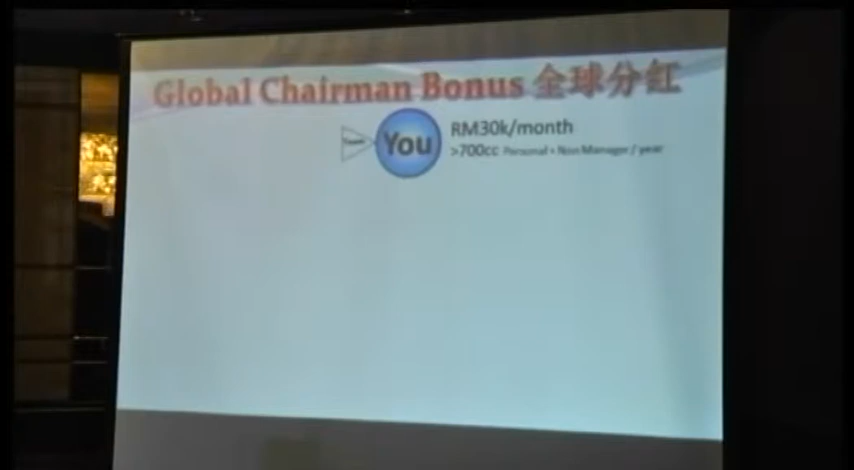 Global Chairman Bonus 全球分红
You
RM30k/month
>700cc Personal + Non Manager / year